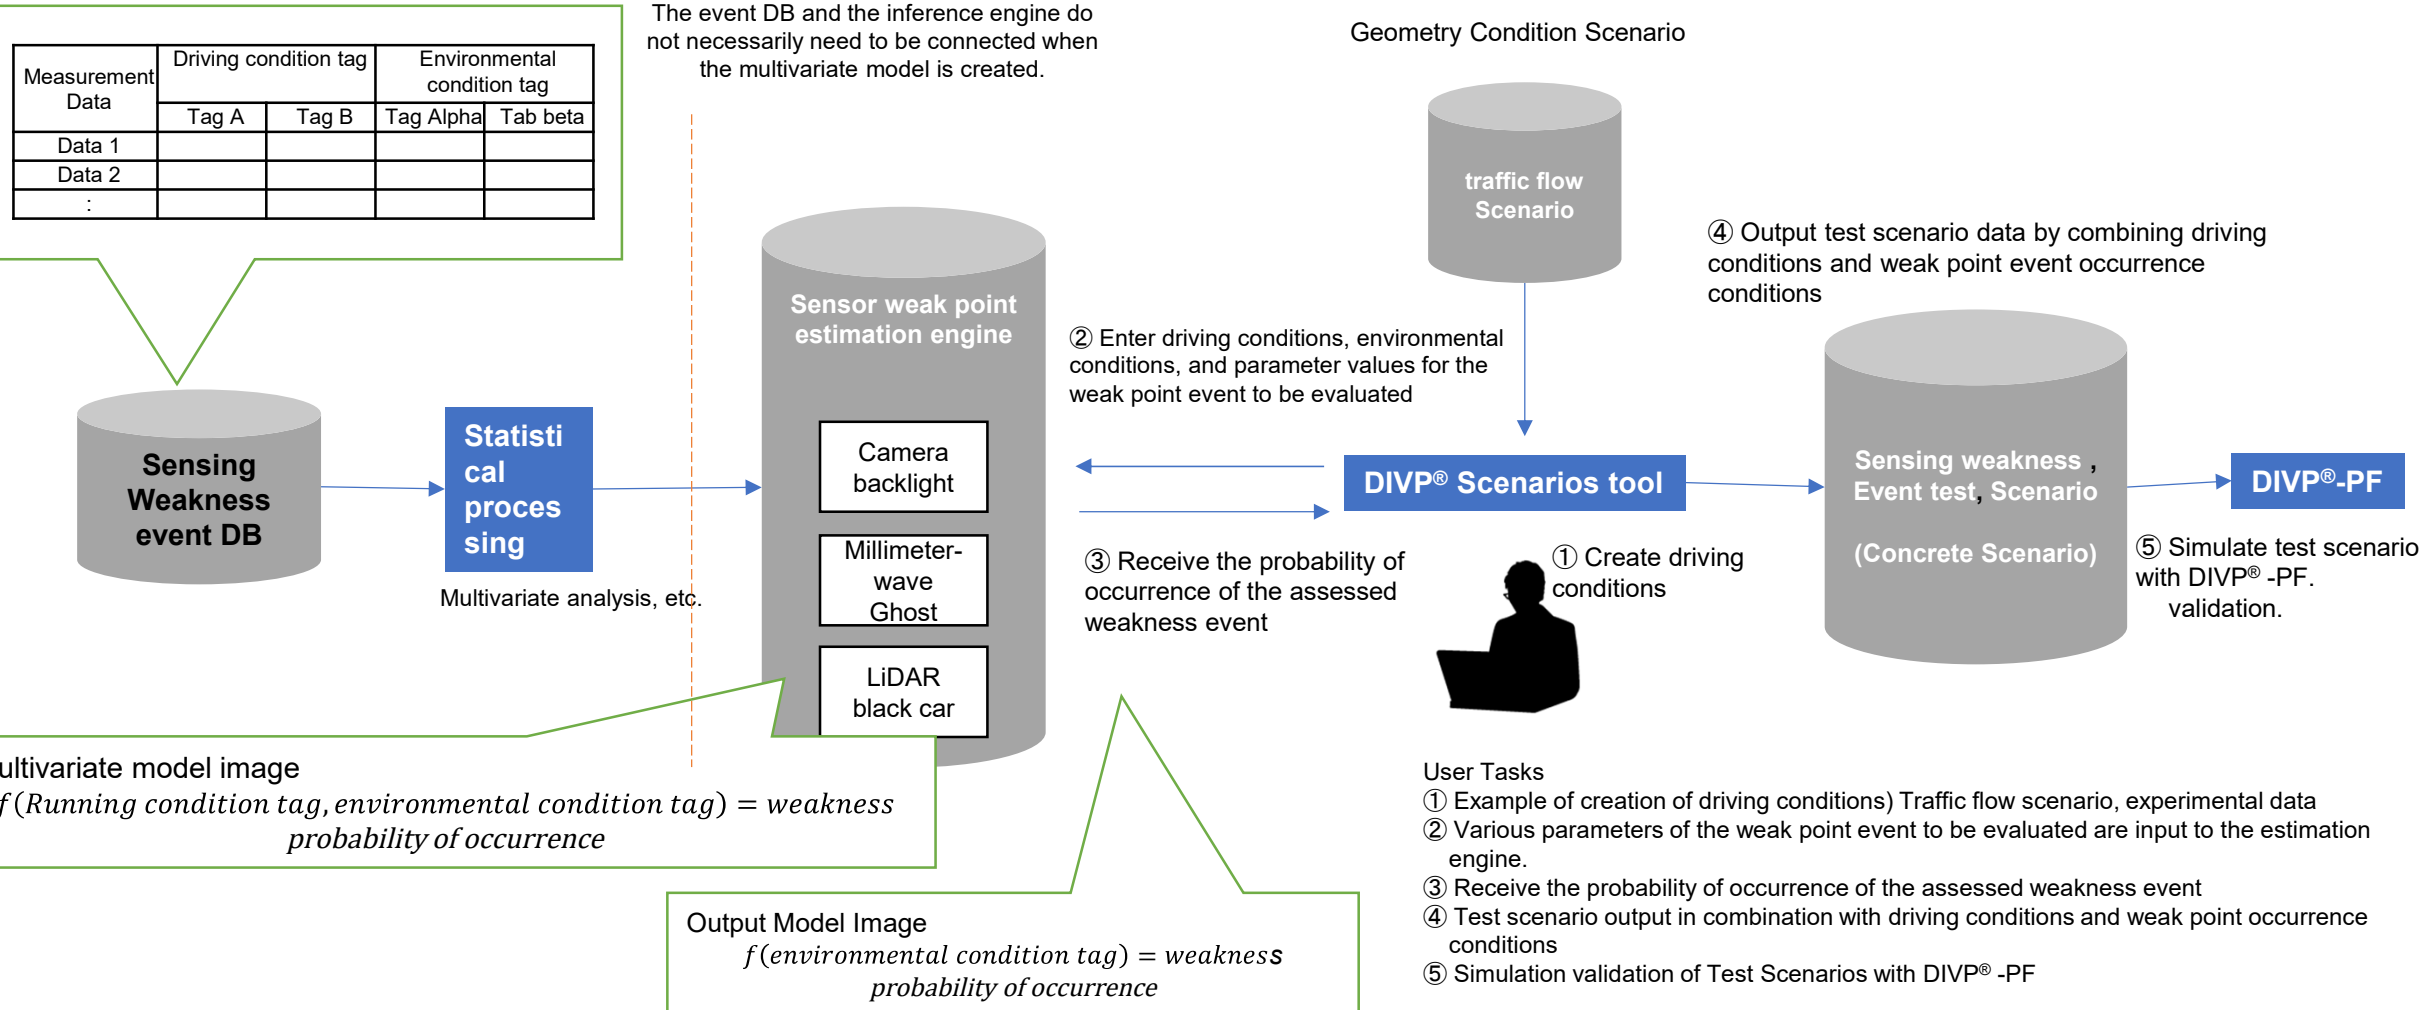 The event DB and the inference engine do
not necessarily need to be connected when
the multivariate model is created.
Geometry Condition Scenario
Measurement
Data
Driving condition tag
Environmental
condition tag
Tag A
Tag B
Tag Alpha
Tab beta
Data 1
Data 2
:
traffic flow
Scenario
④ Output test scenario data by combining driving
conditions and weak point event occurrence
conditions
Sensor weak point
estimation engine
② Enter driving conditions, environmental
conditions, and parameter values for the
weak point event to be evaluated
Sensing
Weakness
event DB
Statisti
cal
proces
sing
Multivariate analysis, etc.
Camera
backlight
Millimeter-
wave
Ghost
LiDAR
black car
DIVP® Scenarios tool
③ Receive the probability of
occurrence of the assessed
weakness event
① Create driving
conditions
Sensing weakness ,
Event test, Scenario
(Concrete Scenario)
DIVP®-PF
⑤ Simulate test scenario
with DIVP® -PF.
validation.
ultivariate model image
f(Running condition tag, environmental condition tag) = weakness
probability of occurrence
Output Model Image
f(environmental condition tag) = weakness
probability of occurrence
User Tasks
① Example of creation of driving conditions) Traffic flow scenario, experimental data
② Various parameters of the weak point event to be evaluated are input to the estimation
engine.
③ Receive the probability of occurrence of the assessed weakness event
④ Test scenario output in combination with driving conditions and weak point occurrence
conditions
⑤ Simulation validation of Test Scenarios with DIVP® -PF